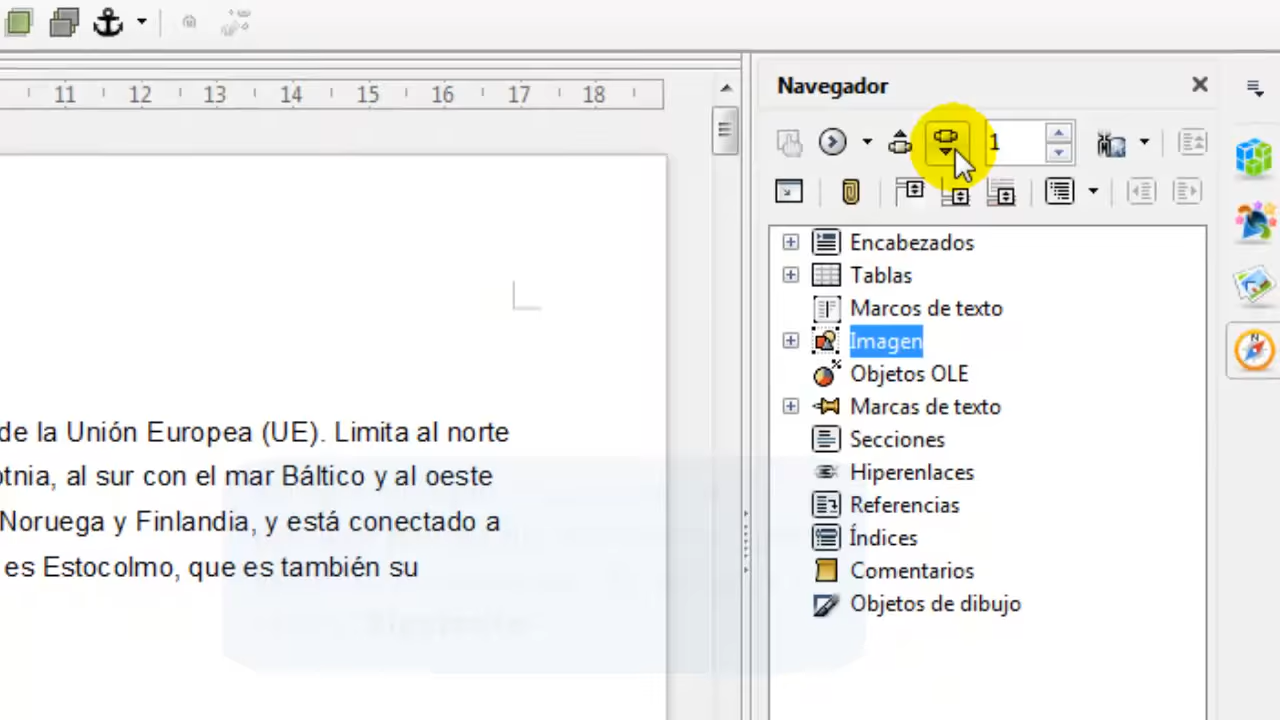 Navegador
11 12 13 14 15 16 17 18
1
Encabezados
Tablas
Marcos de texto
Imagen
Objetos OLE
Marcas de texto
Secciones
Hiperenlaces
Referencias
Índices
Comentarios
Objetos de dibujo
de la Unión Europea (UE). Limita al norte
otnia, al sur con el mar Báltico y al oeste
Noruega y Finlandia, y está conectado a
es Estocolmo, que es también su